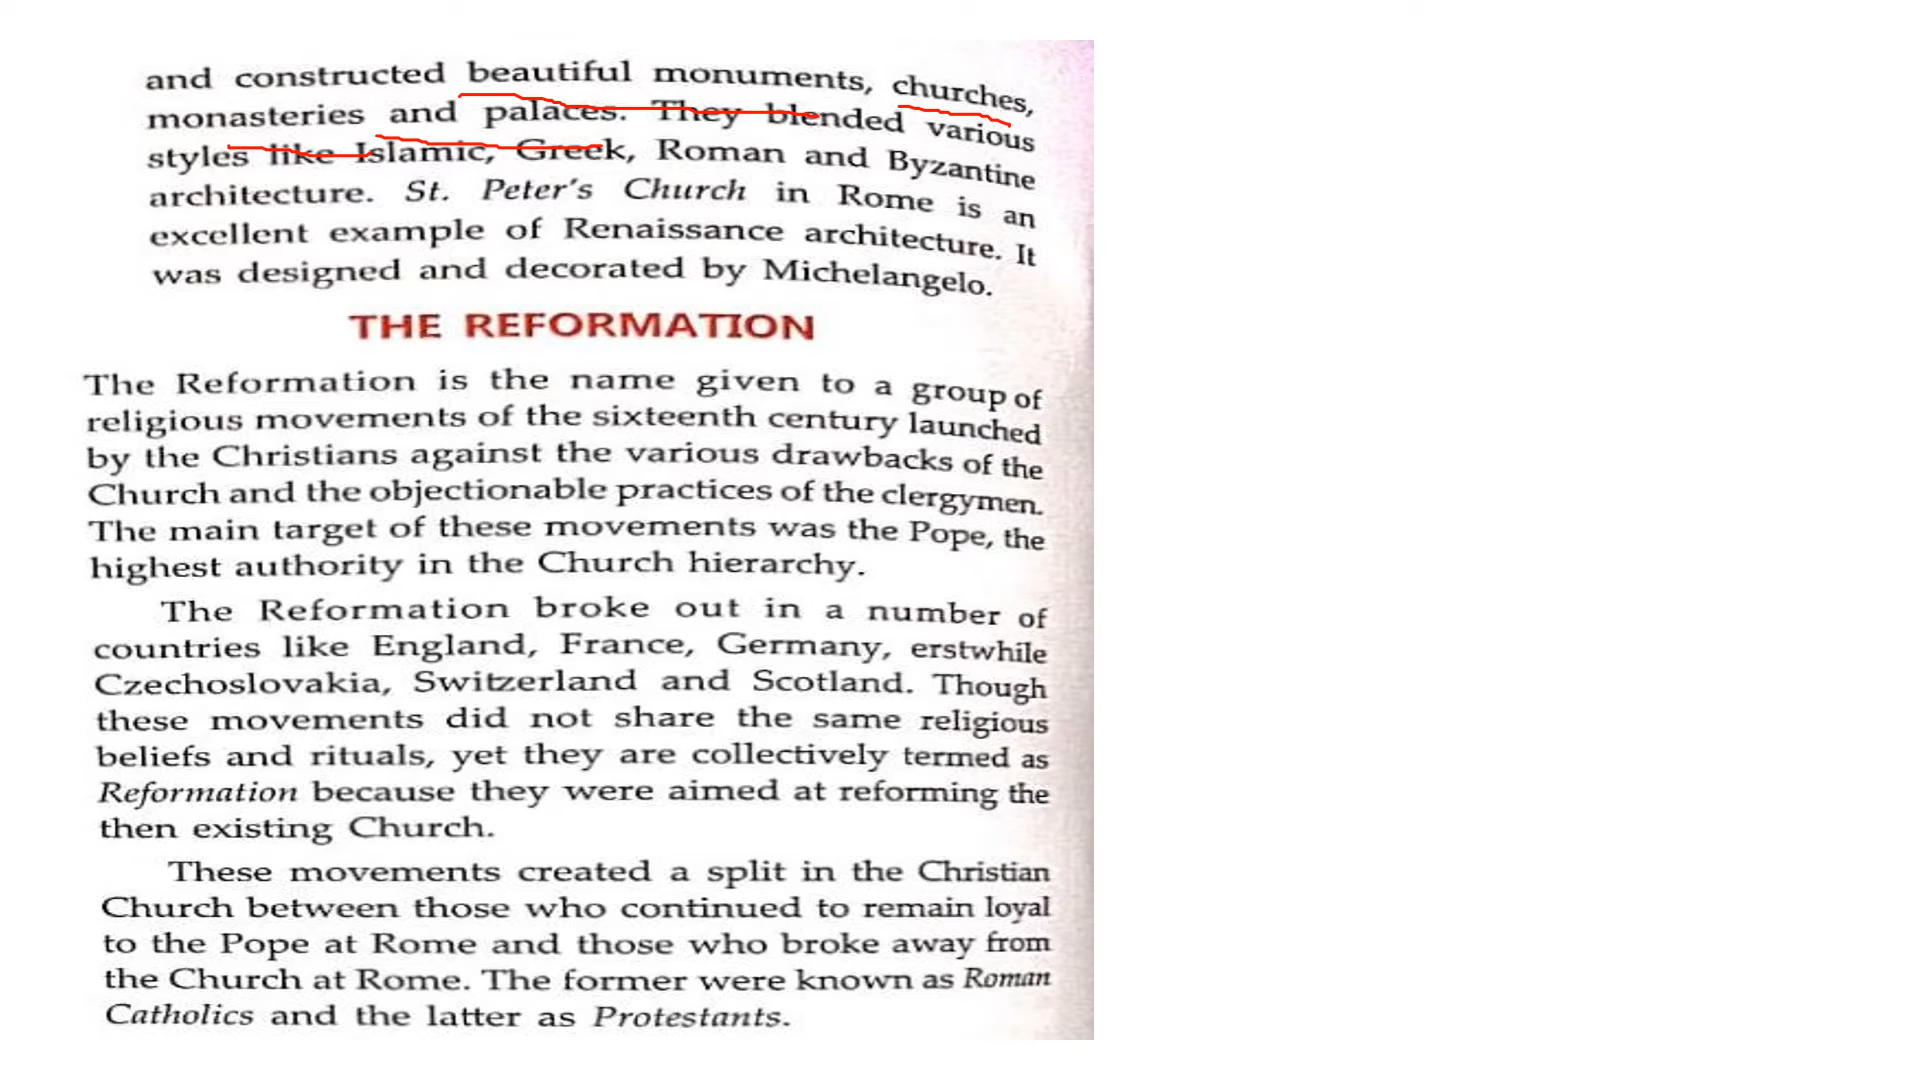 and constructed beautiful monuments, churches,
monasteries and palaces. They blended various
styles like Islamic, Greek, Roman and Byzantine
architecture. St. Peter's Church in Rome is an
excellent example of Renaissance architecture. It
was designed and decorated by Michelangelo.
THE REFORMATION
The Reformation is the name given to a group of
religious movements of the sixteenth century launched
by the Christians against the various drawbacks of the
Church and the objectionable practices of the clergymen.
The main target of these movements was the Pope, the
highest authority in the Church hierarchy.
The Reformation broke out in a number of
countries like England, France, Germany, erstwhile
Czechoslovakia, Switzerland and Scotland. Though
these movements did not share the same religious
beliefs and rituals, yet they are collectively termed as
Reformation because they were aimed at reforming the
then existing Church.
These movements created a split in the Christian
Church between those who continued to remain loyal
to the Pope at Rome and those who broke away from
the Church at Rome. The former were known as Roman
Catholics and the latter as Protestants.